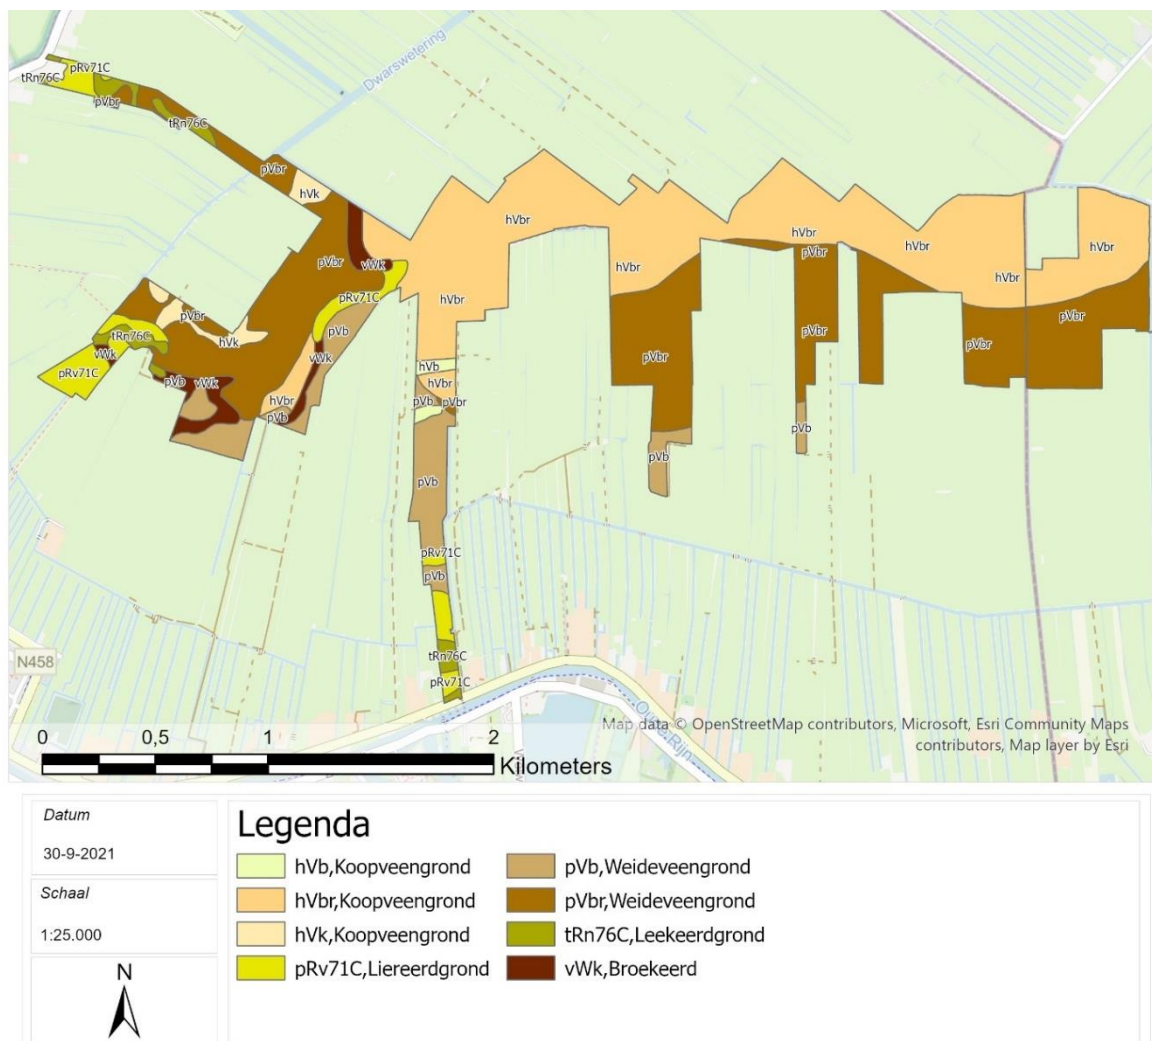 Dwarswetering
pRv71C
tRn76C
pVbr
tRn76C
pVbr
hVk
hVbr
hVbr
pVbr
hVbr
hVbr
hVbr
pVbr
vWk
hVbr
hVbr
pRv71C
hVbr
pVbr
pVbr
tRn76C
hVk
pVb
pVbr
pVbr
vWk
vWk
pVbr
pRv71C
pVb
vWk
hVb
hVbr
hVbr
pVb
pVbr
pVb
pVb
pVb
pVb
pRv71C
pVb
tRn76C
pRv71C
N458
Oude Rijn
Map data © OpenStreetMap contributors, Microsoft, Esri Community Maps
contributors, Map layer by Esri
0 0,5 1 2
Kilometers
Datum
30-9-2021
Schaal
1:25.000
N
Legenda
hVb,Koopveengrond
hVbr,Koopveengrond
hVk,Koopveengrond
pRv71C,Liereerdgrond
pVb,Weideveengrond
pVbr,Weideveengrond
tRn76C,Leekeerdgrond
vWk,Broekeerd